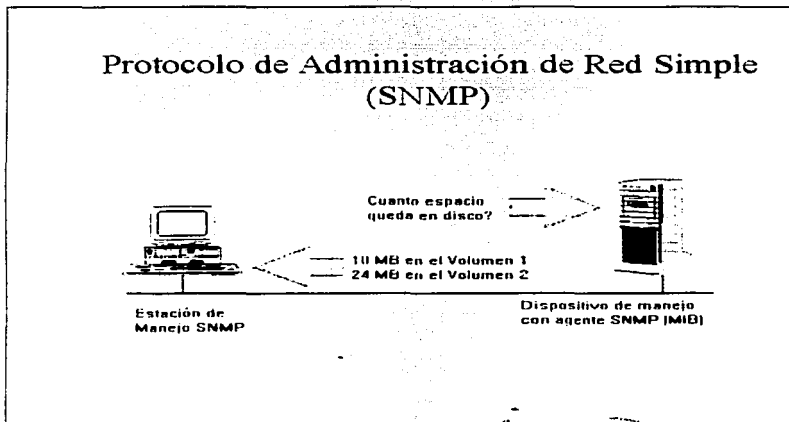 Protocolo de Administración de Red Simple
(SNMP)
Cuanto espacio
queda en disco?
10 MB en el Volumen 1
24 MB en el Volumen 2
Estación de
Manejo SNMP
Dispositivo de manejo
con agente SNMP (MIB)